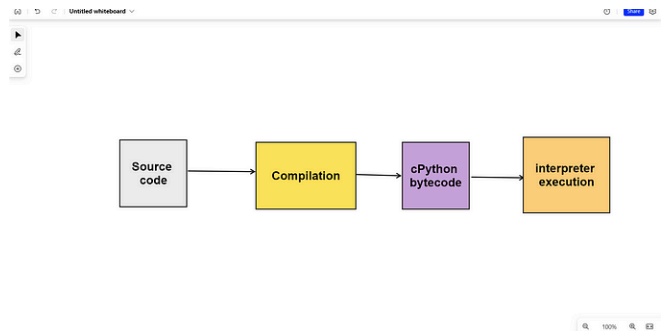 Untitled whiteboard
Share
Source
code
Compilation
cPython
bytecode
interpreter
execution
100%